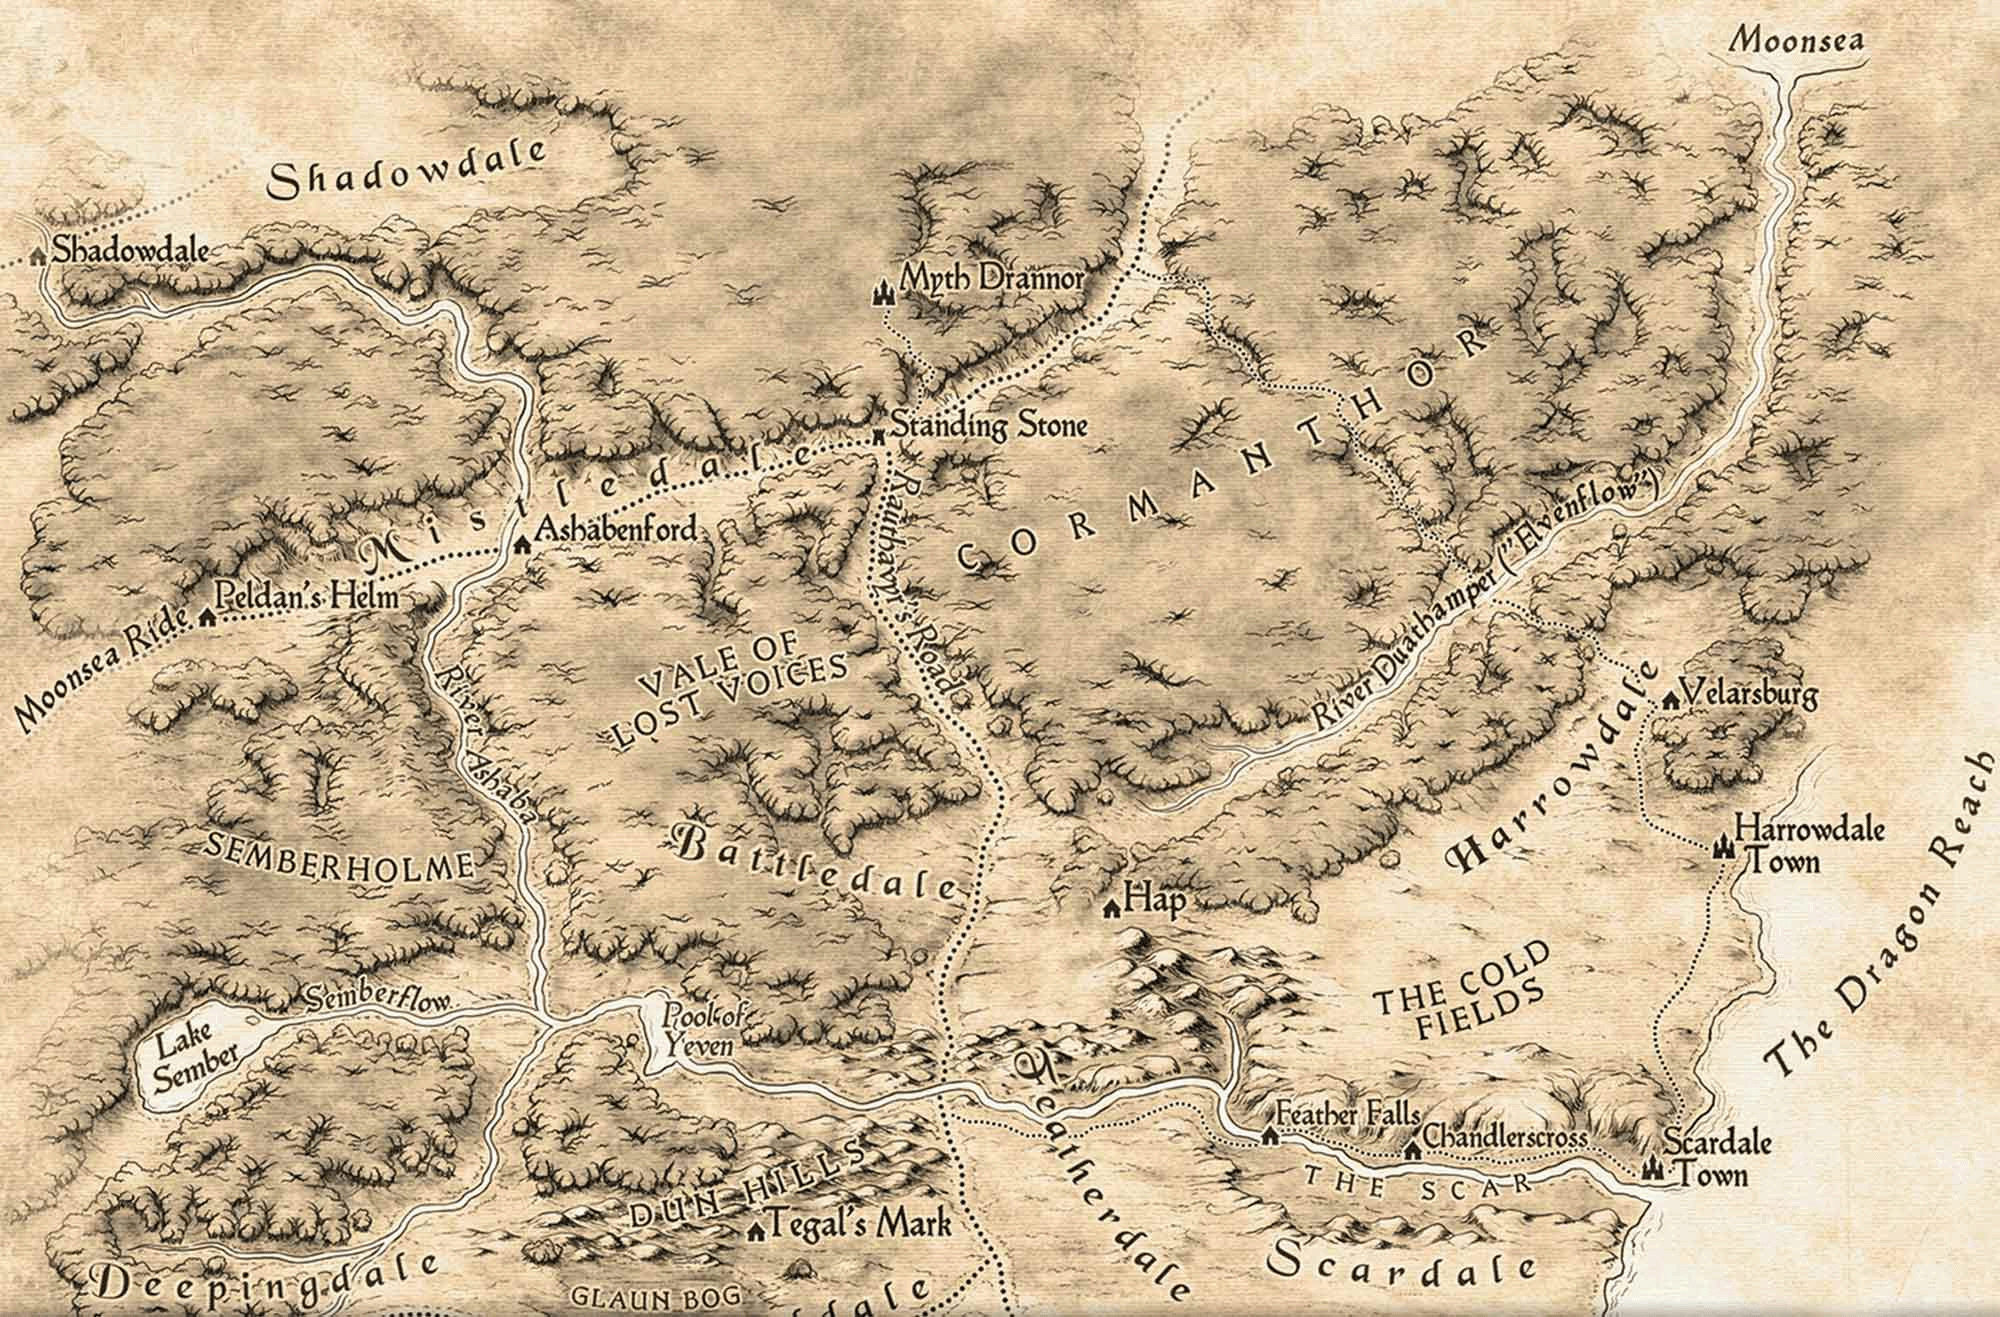 Moonsea
Shadowdale
Shadowdale
Myth Drannor
CORMANTHOR
Standing Stone
Mistledale
Rauthauvyr's Road
River Duathamper ("Elvenflow")
Ashabenford
Peldan's Helm
Moonsea Ride
VALE OF
LOST VOICES
River Ashaba
Velarsburg
Harrowdale
Harrowdale
Town
The Dragon Reach
SEMBERHOLME
Battledale
Hap
THE COLD
FIELDS
Semberflow
Lake
Sember
Pool of
Yeven
Featherdale
Feather Falls
Chandlerscross
Scardale
Town
THE SCAR
DUN HILLS
Tegal's Mark
Scardale
Deepingdale
GLAUN BOG
dale